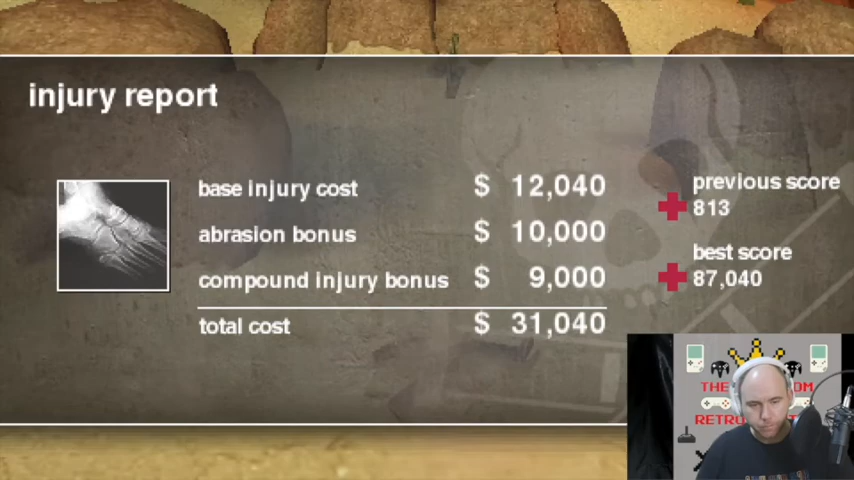 injury report
base injury cost $ 12,040
abrasion bonus $ 10,000
compound injury bonus $ 9,000
total cost $ 31,040
previous score
813
best score
87,040
THE
OM
RETRO